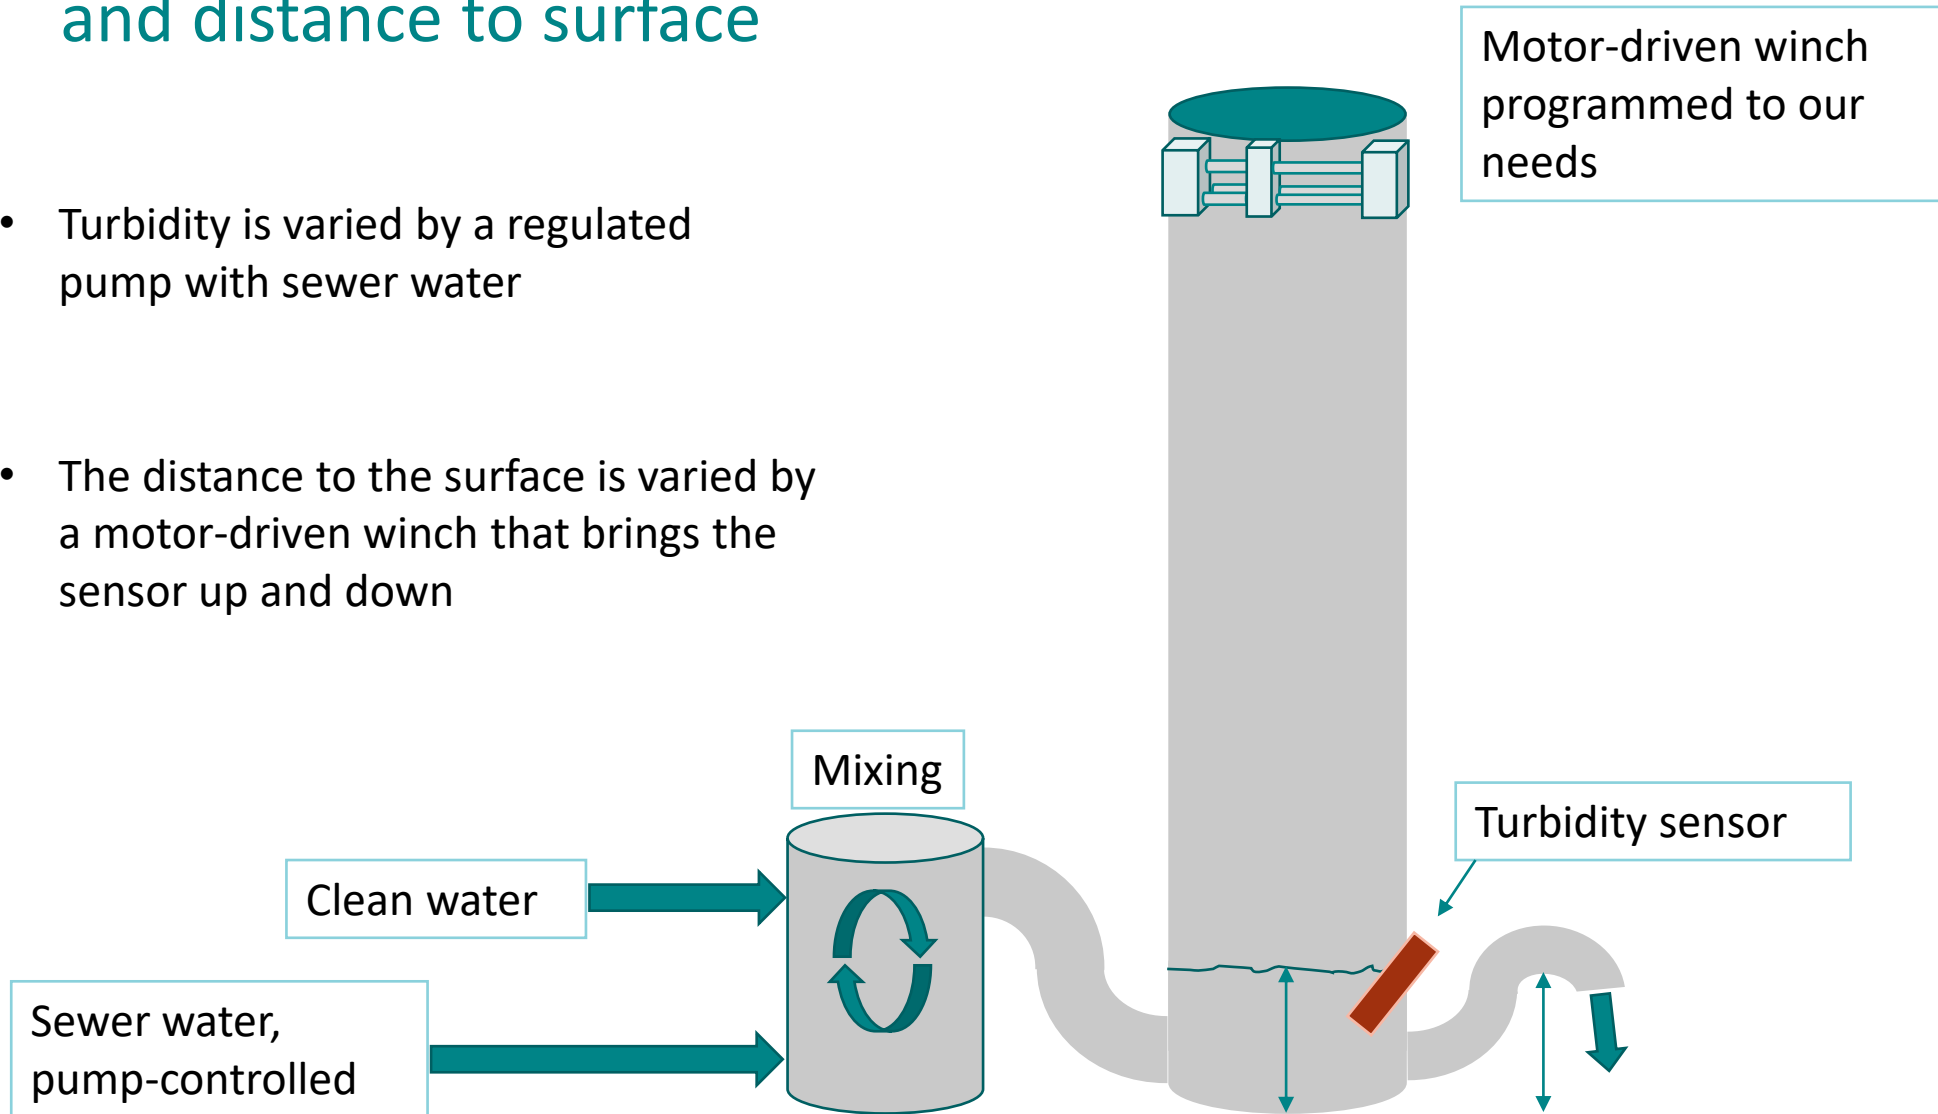 and distance to surface
Motor-driven winch
programmed to our
needs
• Turbidity is varied by a regulated
pump with sewer water
• The distance to the surface is varied by
a motor-driven winch that brings the
sensor up and down
Mixing
Turbidity sensor
Clean water
Sewer water,
pump-controlled